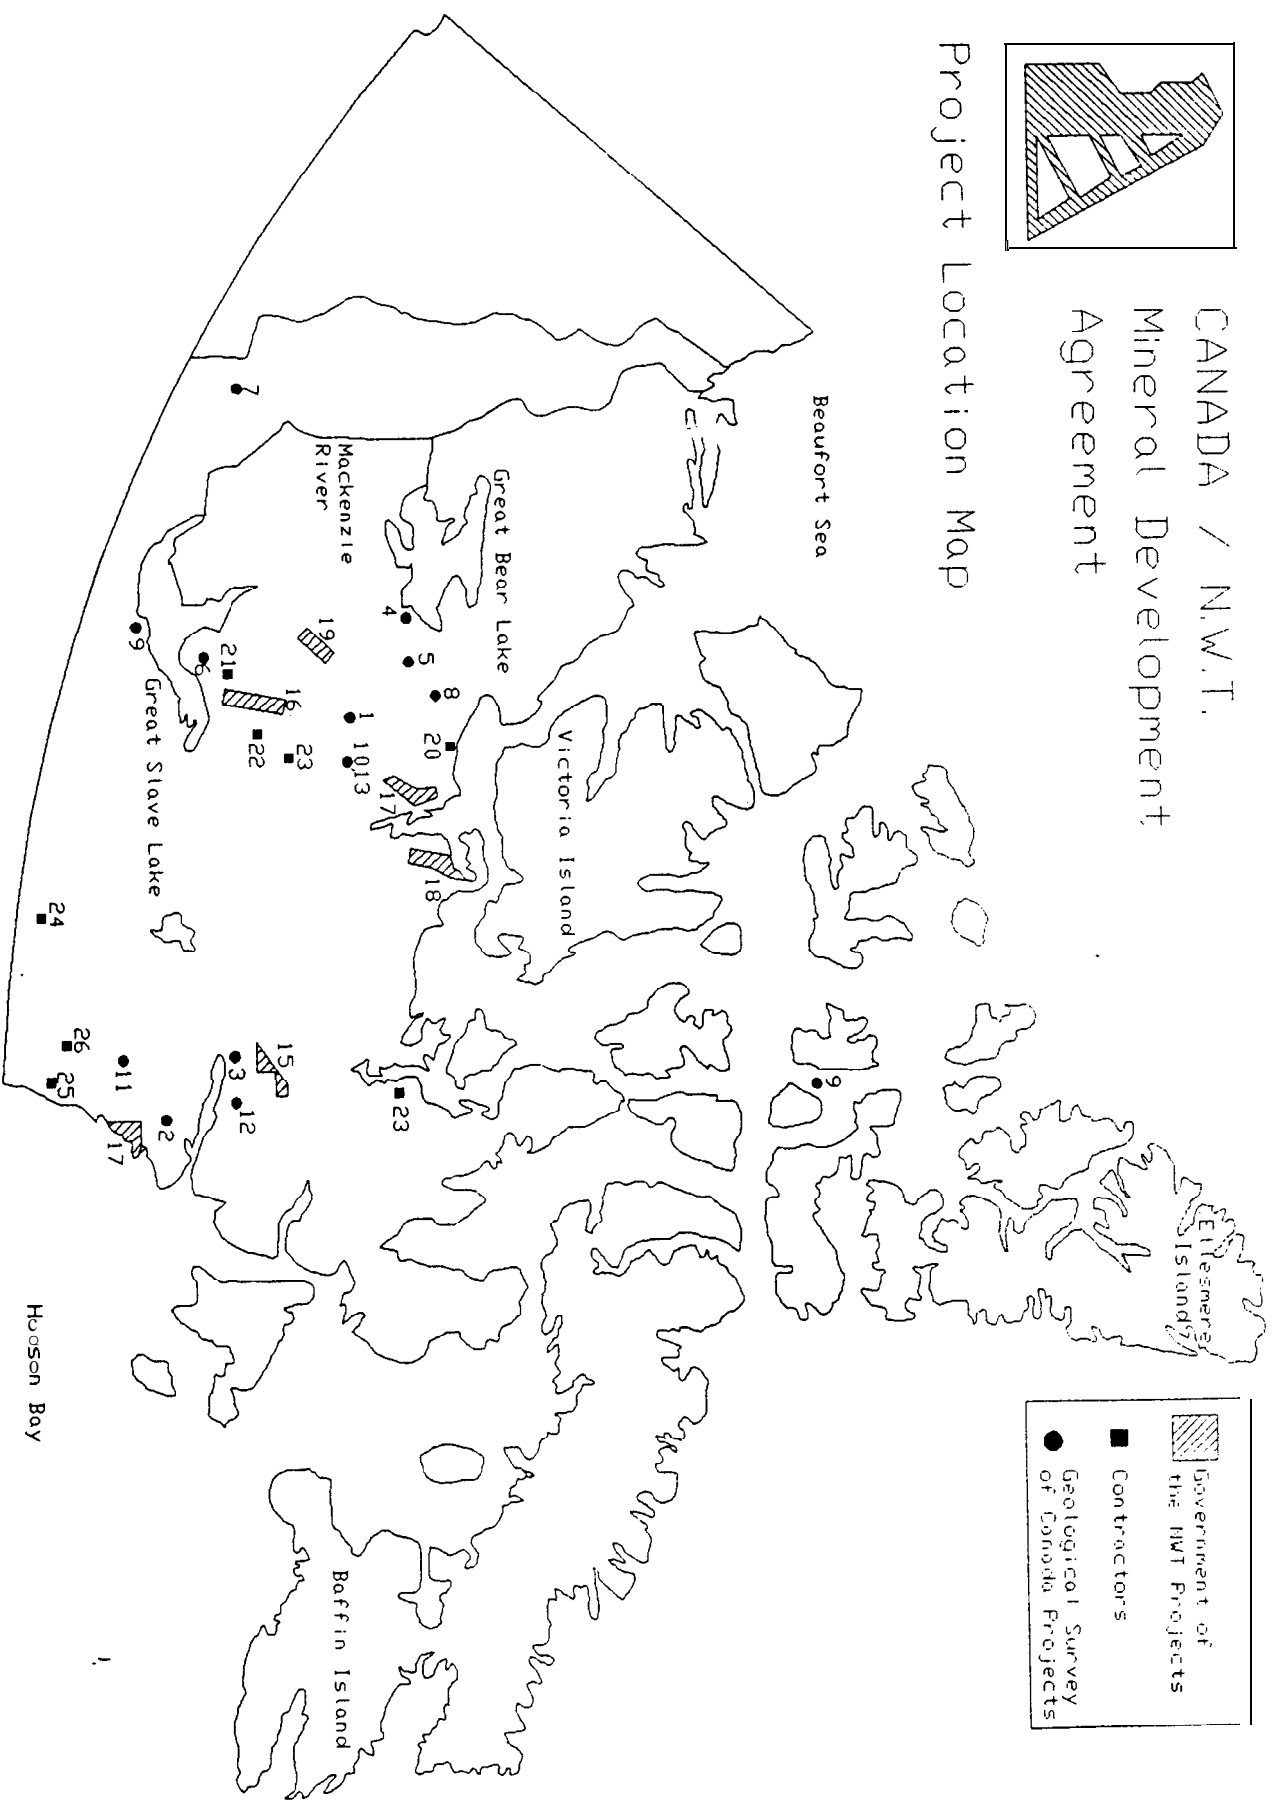 CANADA / N.W.T.
Mineral Development
Agreement
Project Location Map
Government of
the NWT Projects
Contractors
Geological Survey
of Canada Projects
Ellesmere
Island
Beaufort Sea
Victoria Island
Great Bear Lake
Mackenzie
River
Great Slave Lake
Baffin Island
Hudson Bay
7
4
5
8
20
1
10,13
17
18
19
9
6
21
16
22
23
24
26
25
11
3
15
12
2
17
23
9